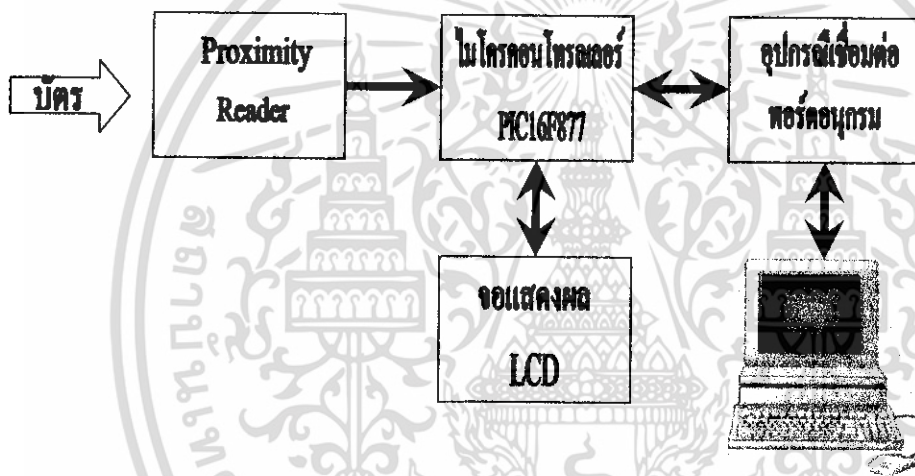 บัตร
Proximity
Reader
ไมโครคอนโทรลเลอร์
PIC16F877
อุปกรณ์เชื่อมต่อ
พอร์ตอนุกรม
จอแสดงผล
LCD